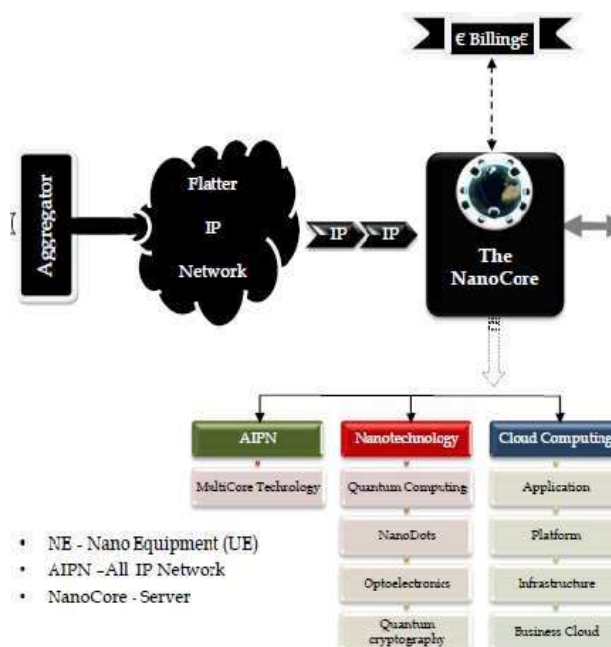 € Billing€
Aggregator
Flatter
IP
Network
IP IP
The
NanoCore
AIPN
Nanotechnology
Cloud Computing
MultiCore Technology
Quantum Computing
Application
NanoDots
Platform
Optoelectronics
Infrastructure
Quantum
cryptography
Business Cloud
• NE - Nano Equipment (UE)
• AIPN –All IP Network
• NanoCore - Server